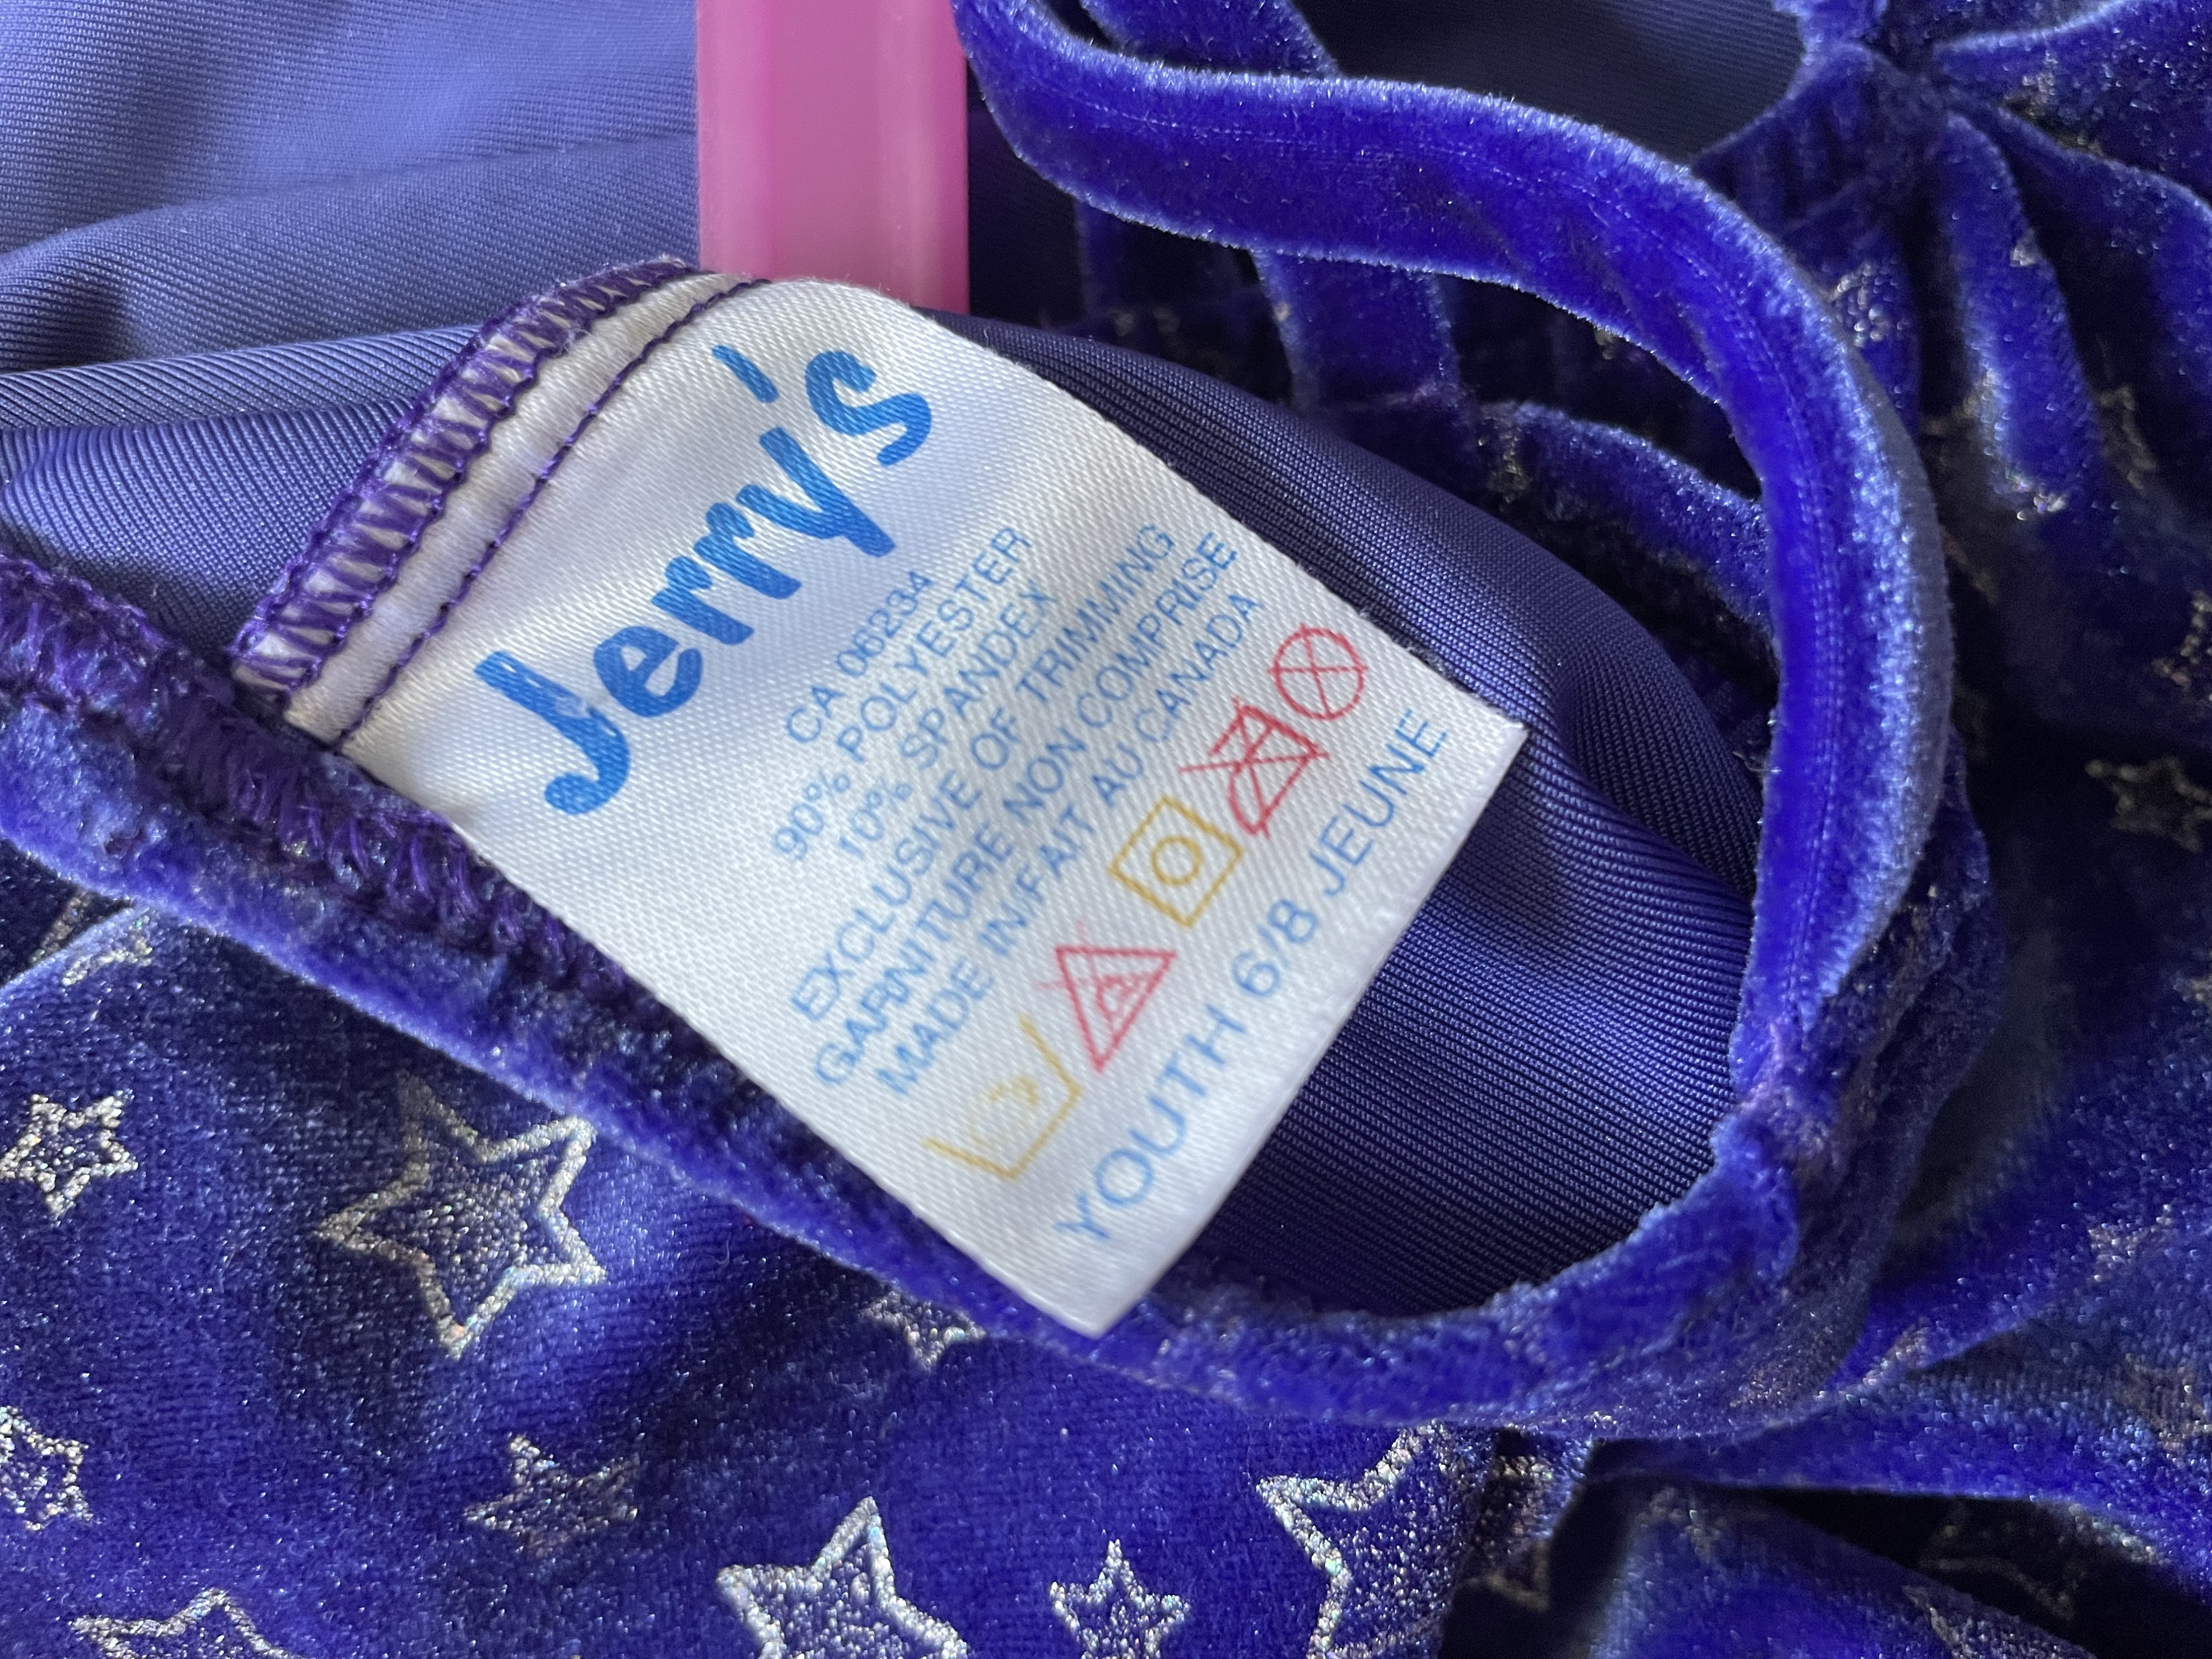 Jerry's
CA 06234
90% POLYESTER
10% SPANDEX
EXCLUSIVE OF TRIMMING
GARNITURE NON COMPRISE
MADE IN/FAIT AU CANADA
YOUTH 6/8 JEUNE